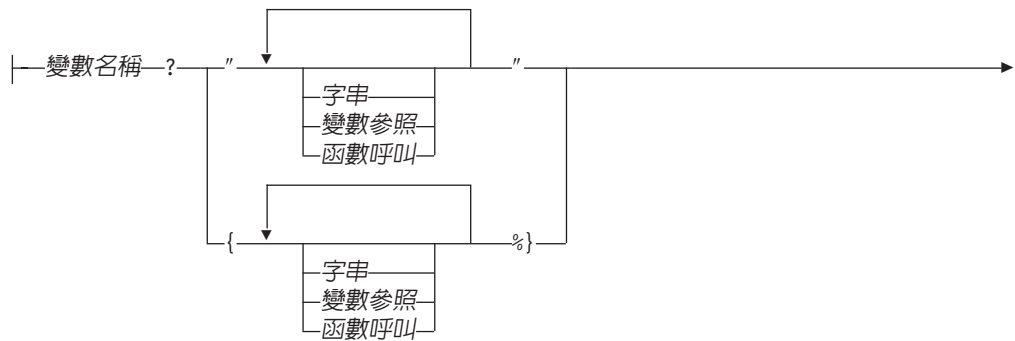 變數名稱 ? " "
字串
變數參照
函數呼叫
{ %}
字串
變數參照
函數呼叫